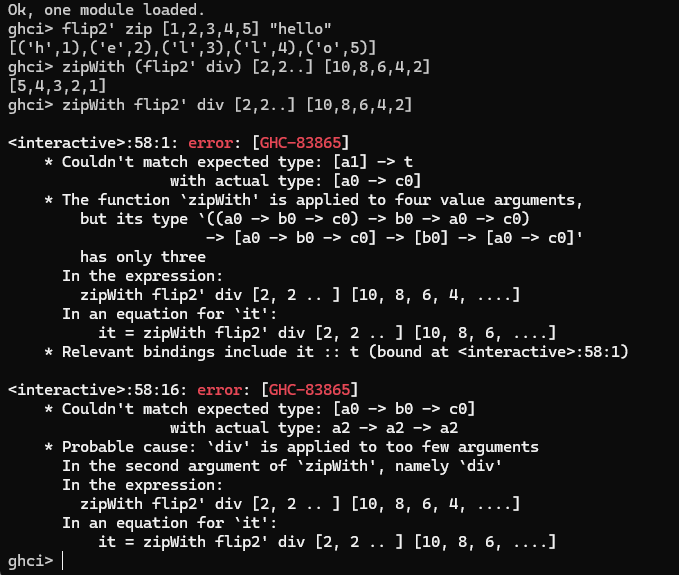 Ok, one module loaded.
ghci> flip2' zip [1,2,3,4,5] "hello"
[('h',1),('e',2),('l',3),('l',4),('o',5)]
ghci> zipWith (flip2' div) [2,2..] [10,8,6,4,2]
[5,4,3,2,1]
ghci> zipWith flip2' div [2,2..] [10,8,6,4,2]
<interactive>:58:1: error: [GHC-83865]
    * Couldn't match expected type: [a1] -> t
                  with actual type: [a0 -> c0]
    * The function `zipWith' is applied to four value arguments,
        but its type `((a0 -> b0 -> c0) -> b0 -> a0 -> c0)
                      -> [a0 -> b0 -> c0] -> [b0] -> [a0 -> c0]'
        has only three
      In the expression:
        zipWith flip2' div [2, 2 .. ] [10, 8, 6, 4, ....]
      In an equation for `it':
          it = zipWith flip2' div [2, 2 .. ] [10, 8, 6, ....]
    * Relevant bindings include it :: t (bound at <interactive>:58:1)
<interactive>:58:16: error: [GHC-83865]
    * Couldn't match expected type: [a0 -> b0 -> c0]
                  with actual type: a2 -> a2 -> a2
    * Probable cause: `div' is applied to too few arguments
      In the second argument of `zipWith', namely `div'
      In the expression:
        zipWith flip2' div [2, 2 .. ] [10, 8, 6, 4, ....]
      In an equation for `it':
          it = zipWith flip2' div [2, 2 .. ] [10, 8, 6, ....]
ghci>